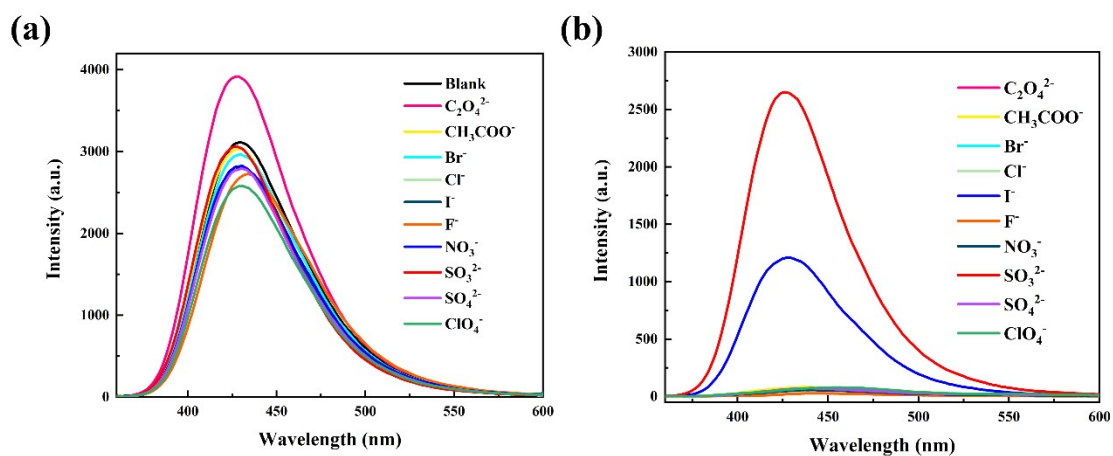 (a)
4000
3000
2000
1000
0
400
450
500
550
600
Intensity (a.u.)
Wavelength (nm)
Blank
C₂O₄²⁻
CH₃COO⁻
Br⁻
Cl⁻
I⁻
F⁻
NO₃⁻
SO₃²⁻
SO₄²⁻
ClO₄⁻
(b)
3000
2500
2000
1500
1000
500
0
400
450
500
550
600
Intensity (a.u.)
Wavelength (nm)
C₂O₄²⁻
CH₃COO⁻
Br⁻
Cl⁻
I⁻
F⁻
NO₃⁻
SO₃²⁻
SO₄²⁻
ClO₄⁻